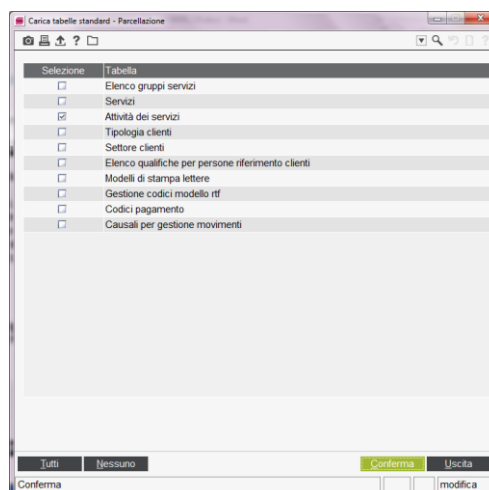 Carica tabelle standard - Parcellazione
Selezione Tabella
Elenco gruppi servizi
Servizi
Attività dei servizi
Tipologia clienti
Settore clienti
Elenco qualifiche per persone riferimento clienti
Modelli di stampa lettere
Gestione codici modello rtf
Codici pagamento
Causali per gestione movimenti
Tutti Nessuno Conferma Uscita
Conferma modifica